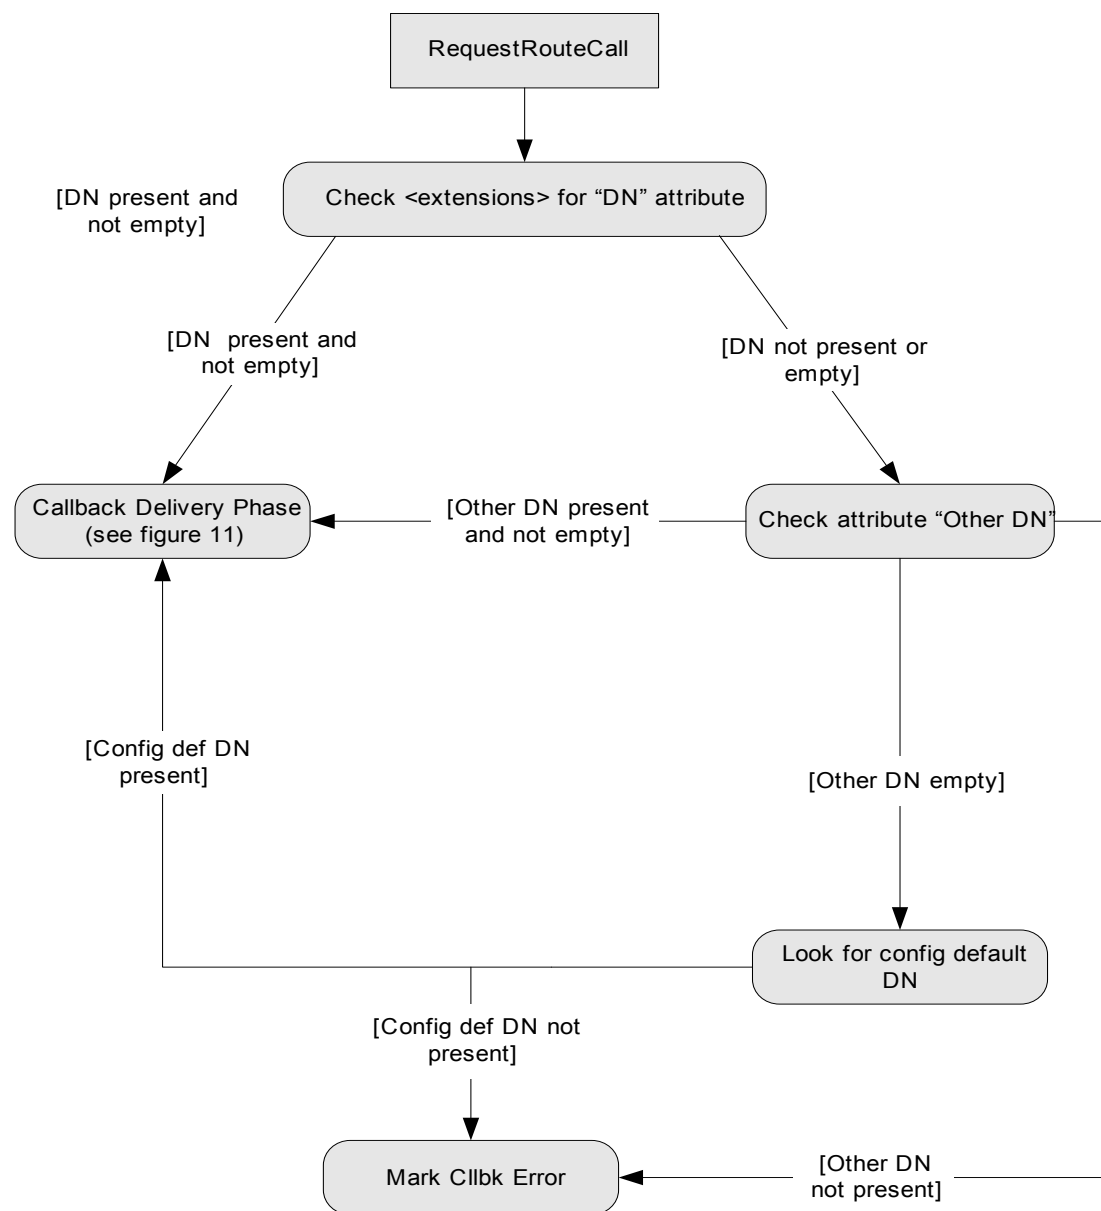 RequestRouteCall
Check <extensions> for “DN” attribute
[DN present and
not empty]
[DN present and
not empty]
[DN not present or
empty]
Callback Delivery Phase
(see figure 11)
[Other DN present
and not empty]
Check attribute “Other DN”
[Config def DN
present]
[Other DN empty]
Look for config default
DN
[Config def DN not
present]
Mark Cllbk Error
[Other DN
not present]